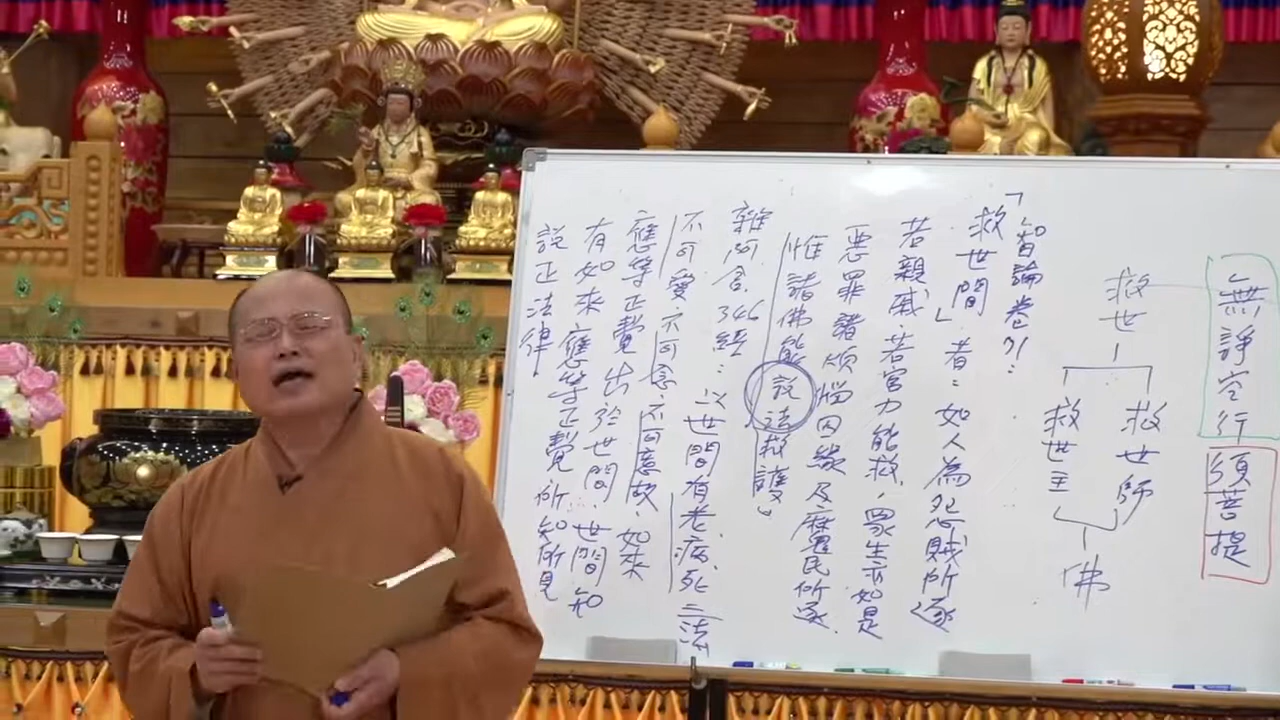 無諍空行
須菩提
救世
救世師
救世主
佛
「智論卷71:
救世間」者:如人為怨賊所逐
若親戚.若官力能救,眾生亦如是
惡罪諸煩惱因緣及魔民所逐
惟諸佛能說法救護」
雜阿含346經:以世間有老病死三法
不可愛.不可念.不可意故.如來
應等正覺出於世間.世間知
有如來應等正覺所知所見
說正法律